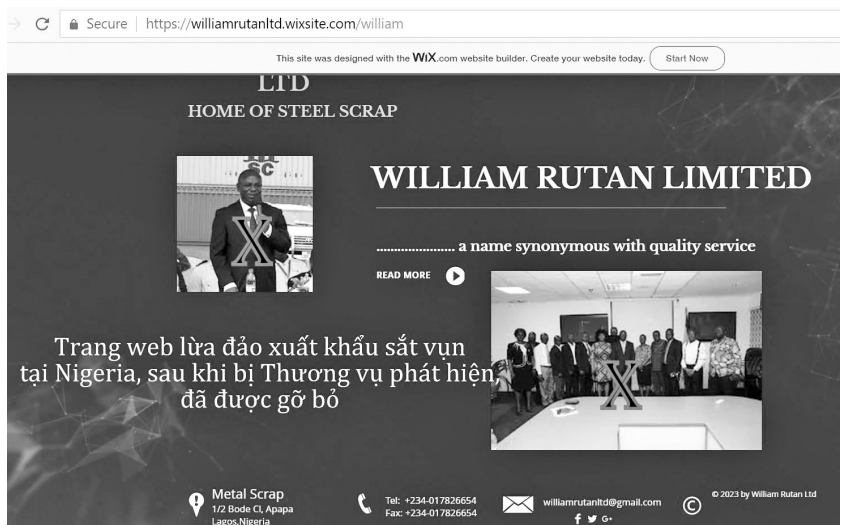 Secure | https://williamrutanltd.wixsite.com/william
This site was designed with the WiX.com website builder. Create your website today. Start Now
LTD
HOME OF STEEL SCRAP
SC
WILLIAM RUTAN LIMITED
...................... a name synonymous with quality service
READ MORE
X
X
Trang web lừa đảo xuất khẩu sắt vụn
tại Nigeria, sau khi bị Thương vụ phát hiện,
đã được gỡ bỏ
Metal Scrap
1/2 Bode Cl, Apapa
Lagos,Nigeria
Tel: +234-017826654
Fax: +234-017826654
williamrutanltd@gmail.com
f G+
© 2023 by William Rutan Ltd